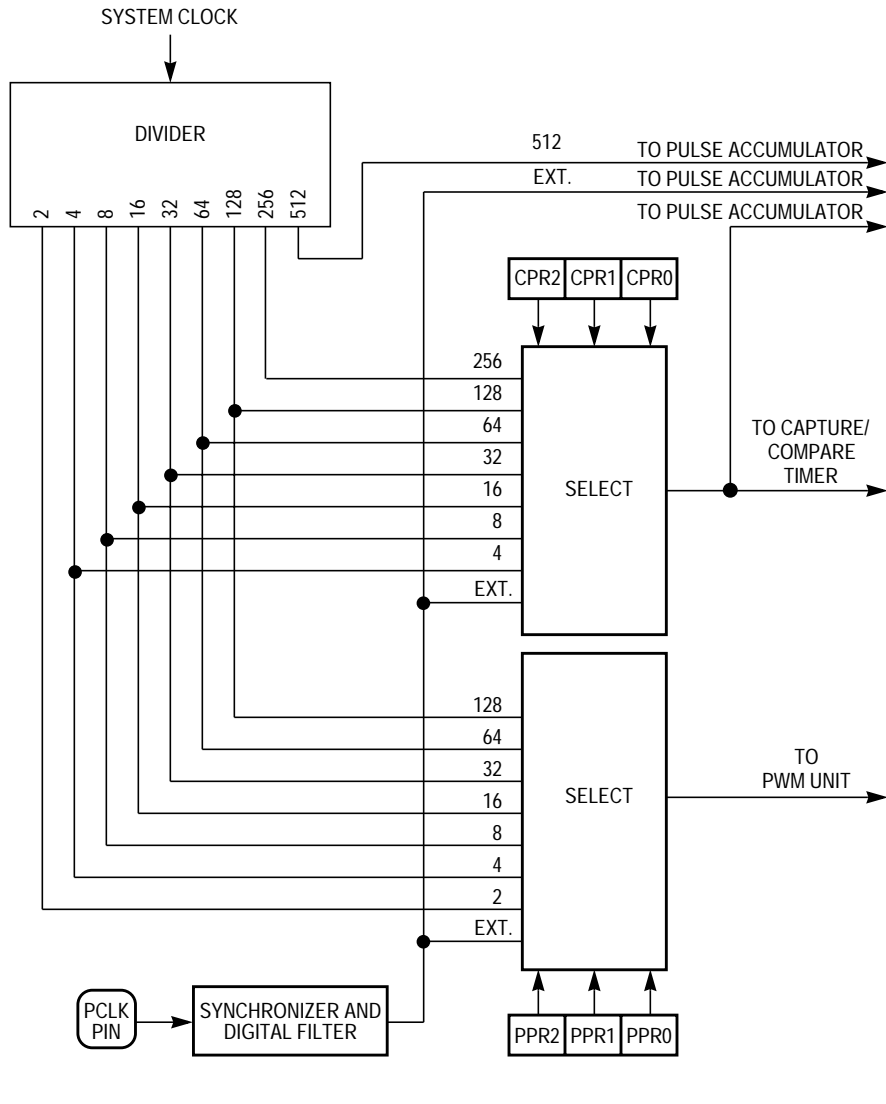 SYSTEM CLOCK
DIVIDER
2 4 8 16 32 64 128 256 512
512 TO PULSE ACCUMULATOR
EXT. TO PULSE ACCUMULATOR
TO PULSE ACCUMULATOR
CPR2 CPR1 CPR0
256
128
64
32
16
8
4
EXT.
SELECT
TO CAPTURE/
COMPARE
TIMER
128
64
32
16
8
4
2
EXT.
SELECT
TO
PWM UNIT
PCLK
PIN
SYNCHRONIZER AND
DIGITAL FILTER
PPR2 PPR1 PPR0